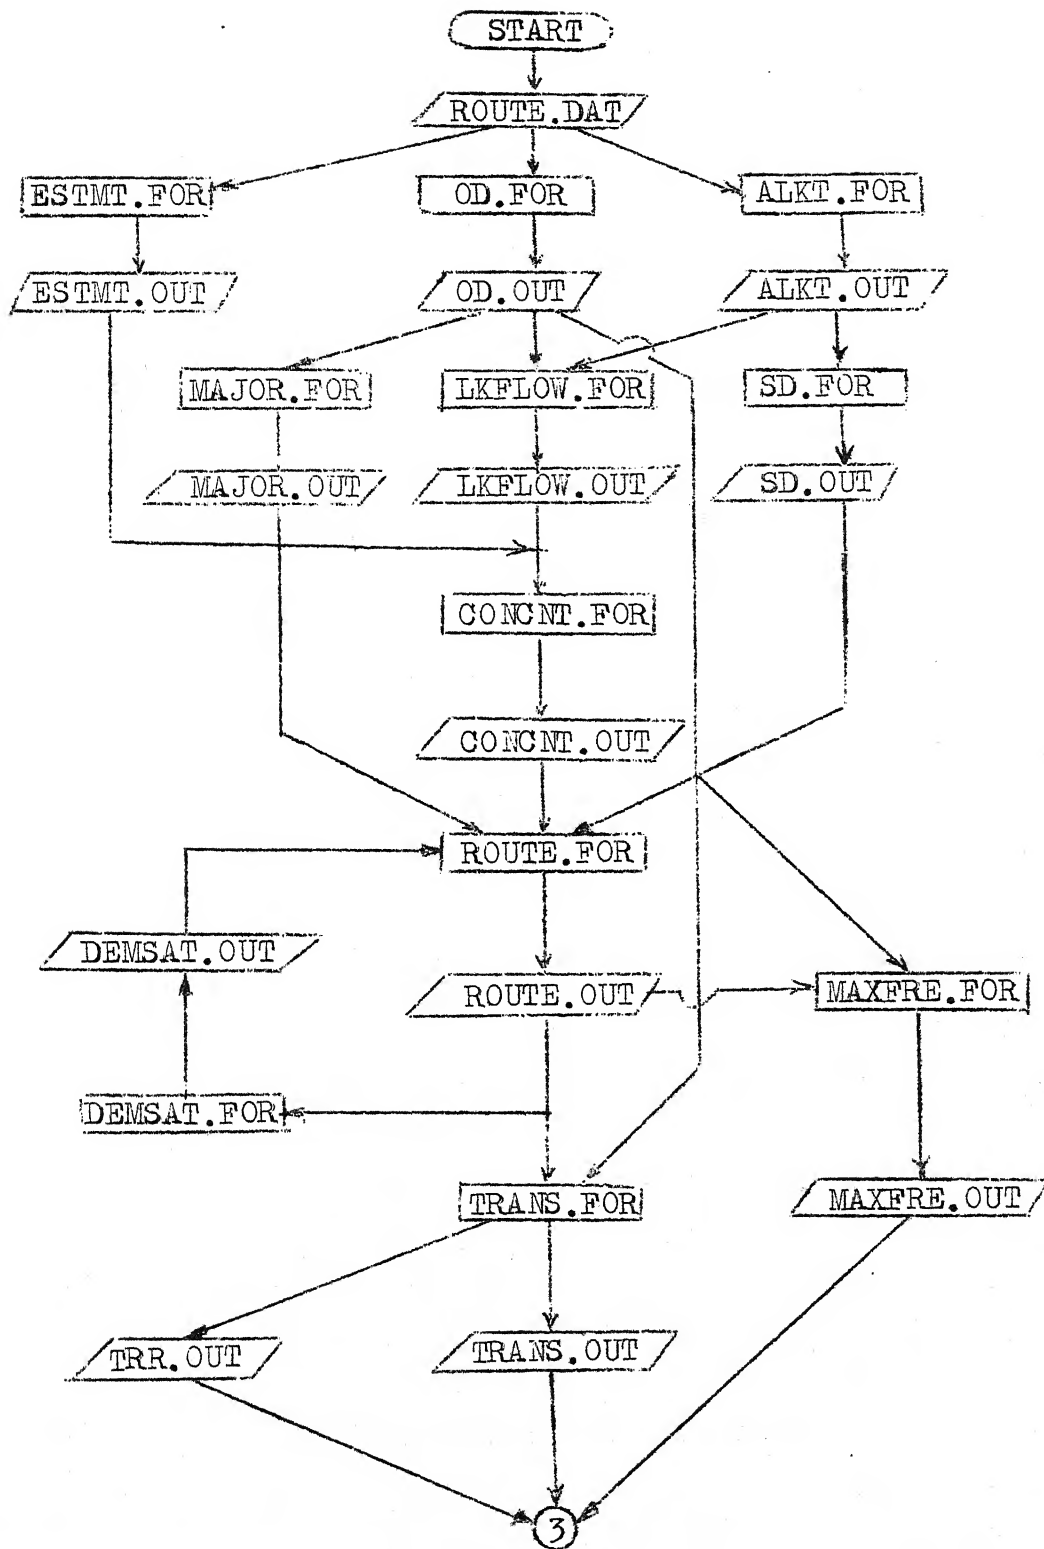 START
ROUTE.DAT
ESTMT.FOR
OD.FOR
ALKT.FOR
ESTMT.OUT
OD.OUT
ALKT.OUT
MAJOR.FOR
LKFLOW.FOR
SD.FOR
MAJOR.OUT
LKFLOW.OUT
SD.OUT
CONCNT.FOR
CONCNT.OUT
ROUTE.FOR
DEMSAT.OUT
ROUTE.OUT
MAXFRE.FOR
DEMSAT.FOR
TRANS.FOR
MAXFRE.OUT
TRR.OUT
TRANS.OUT
3